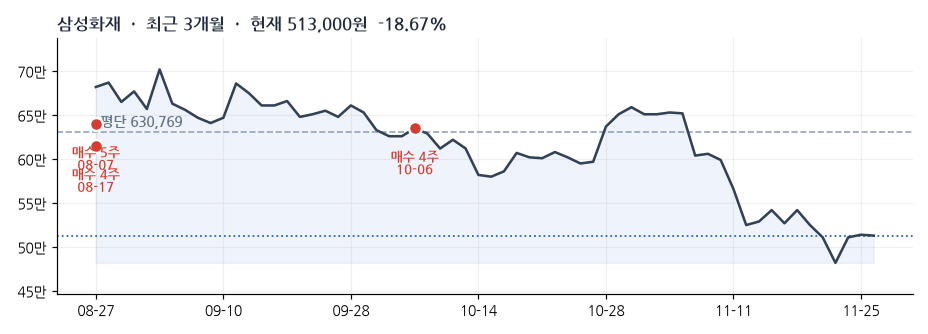 삼성화재 · 최근 3개월 · 현재 513,000원 -18.67%
70만
65만
60만
55만
50만
45만
평단 630,769
매수 5주
08-07
매수 4주
08-17
매수 4주
10-06
08-27
09-10
09-28
10-14
10-28
11-11
11-25